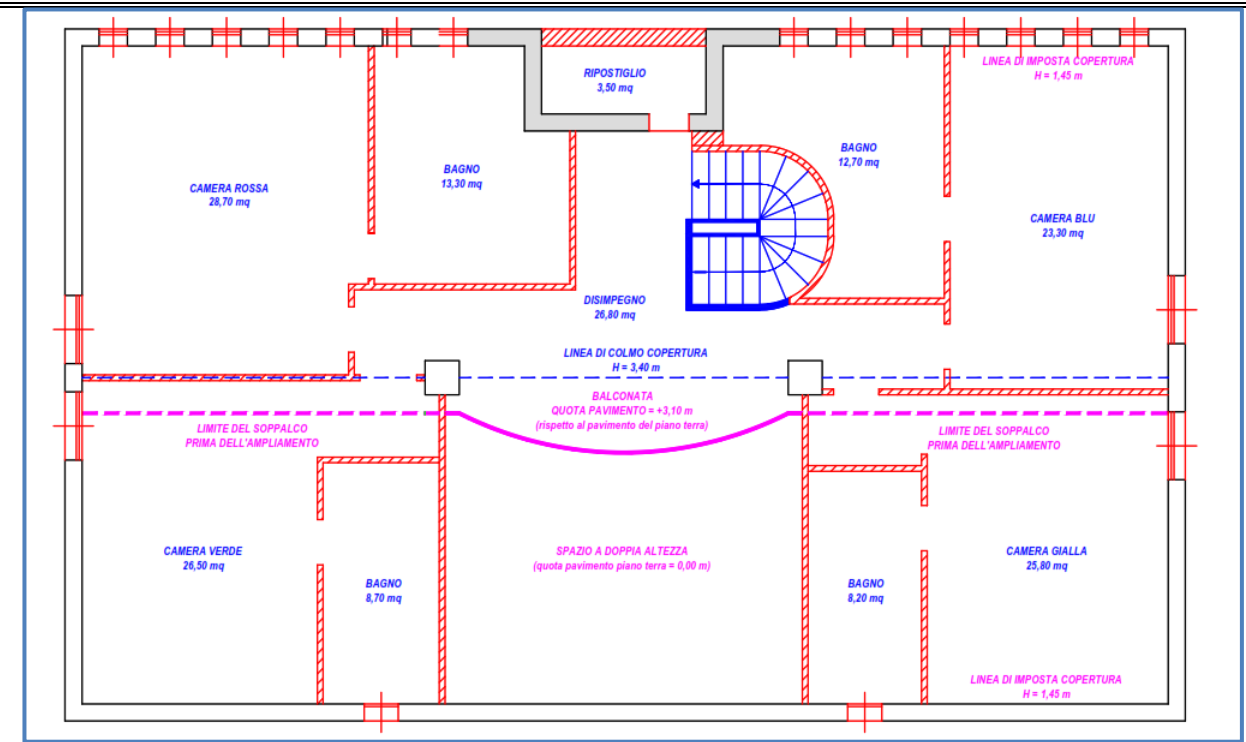 LINEA DI IMPOSTA COPERTURA
H = 1,45 m
RIPOSTIGLIO
3,50 mq
BAGNO
12,70 mq
BAGNO
13,30 mq
CAMERA ROSSA
28,70 mq
CAMERA BLU
23,30 mq
DISIMPEGNO
26,80 mq
LINEA DI COLMO COPERTURA
H = 3,40 m
BALCONATA
QUOTA PAVIMENTO = +3,10 m
(rispetto al pavimento del piano terra)
LIMITE DEL SOPPALCO
PRIMA DELL'AMPLIAMENTO
LIMITE DEL SOPPALCO
PRIMA DELL'AMPLIAMENTO
CAMERA VERDE
26,50 mq
SPAZIO A DOPPIA ALTEZZA
(quota pavimento piano terra = 0,00 m)
CAMERA GIALLA
25,80 mq
BAGNO
8,70 mq
BAGNO
8,20 mq
LINEA DI IMPOSTA COPERTURA
H = 1,45 m